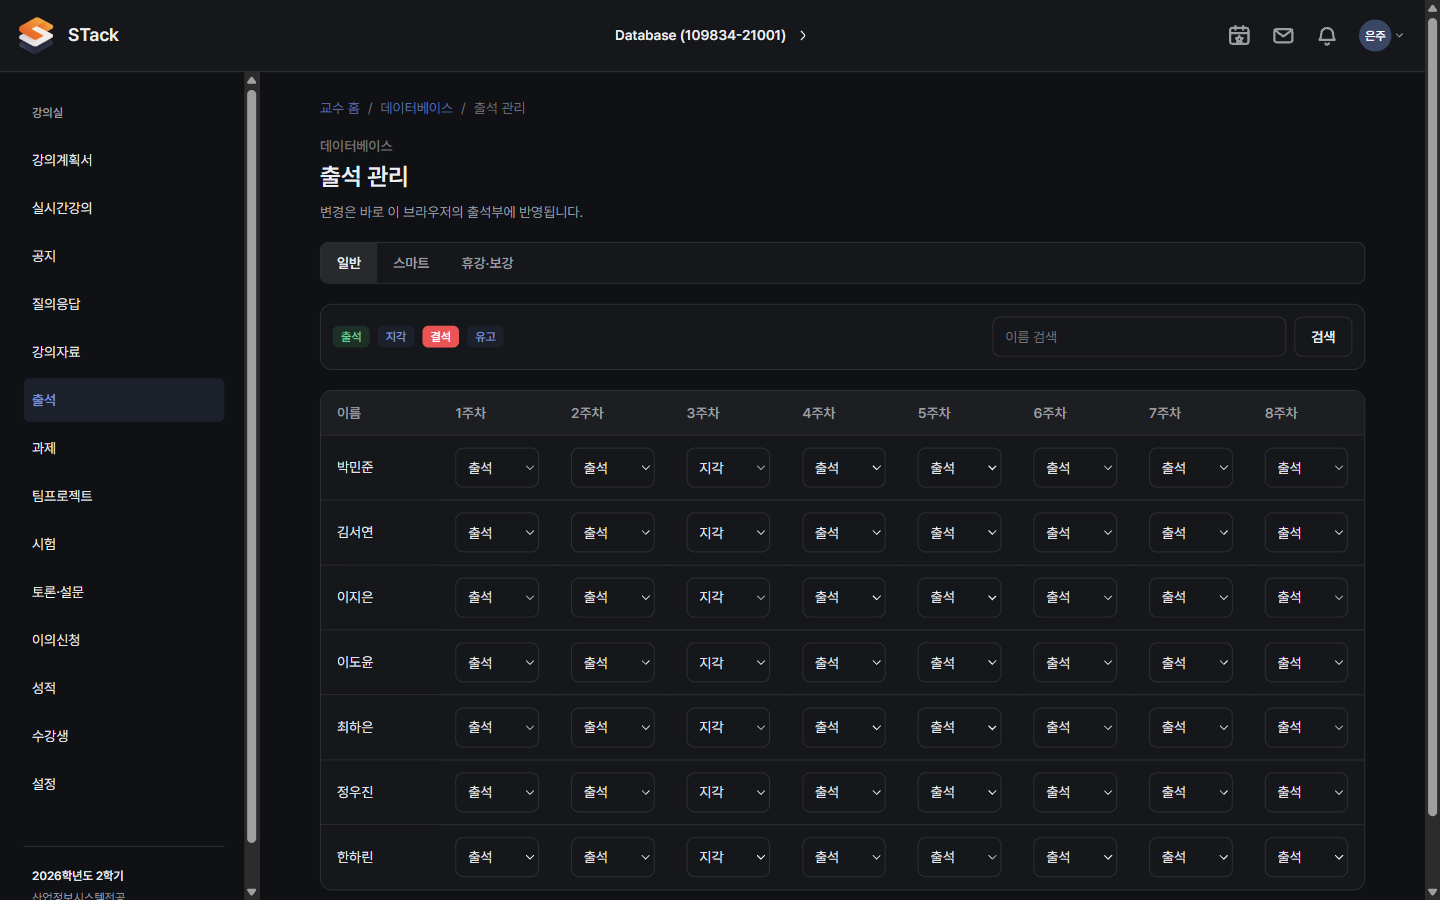 STack
Database (109834-21001)
은주
강의실
강의계획서
실시간강의
공지
질의응답
강의자료
출석
과제
팀프로젝트
시험
토론·설문
이의신청
성적
수강생
설정
2026학년도 2학기
산업정보시스템전공
교수 홈 / 데이터베이스 / 출석 관리
데이터베이스
출석 관리
변경은 바로 이 브라우저의 출석부에 반영됩니다.
일반 스마트 휴강·보강
출석 지각 결석 유고 이름 검색 검색
이름 1주차 2주차 3주차 4주차 5주차 6주차 7주차 8주차
박민준 출석 출석 지각 출석 출석 출석 출석 출석
김서연 출석 출석 지각 출석 출석 출석 출석 출석
이지은 출석 출석 지각 출석 출석 출석 출석 출석
이도윤 출석 출석 지각 출석 출석 출석 출석 출석
최하은 출석 출석 지각 출석 출석 출석 출석 출석
정우진 출석 출석 지각 출석 출석 출석 출석 출석
한하린 출석 출석 지각 출석 출석 출석 출석 출석